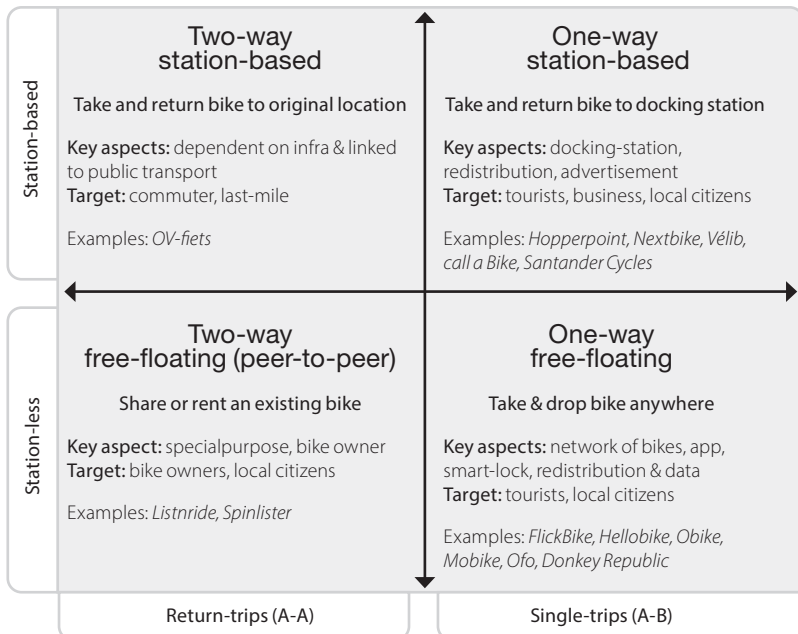 Station-based
Two-way
station-based
Take and return bike to original location
Key aspects: dependent on infra & linked
to public transport
Target: commuter, last-mile
Examples: OV-fiets
One-way
station-based
Take and return bike to docking station
Key aspects: docking-station,
redistribution, advertisement
Target: tourists, business, local citizens
Examples: Hopperpoint, Nextbike, Vélib,
call a Bike, Santander Cycles
Station-less
Two-way
free-floating (peer-to-peer)
Share or rent an existing bike
Key aspect: specialpurpose, bike owner
Target: bike owners, local citizens
Examples: Listnride, Spinlister
One-way
free-floating
Take & drop bike anywhere
Key aspects: network of bikes, app,
smart-lock, redistribution & data
Target: tourists, local citizens
Examples: FlickBike, Hellobike, Obike,
Mobike, Ofo, Donkey Republic
Return-trips (A-A)
Single-trips (A-B)